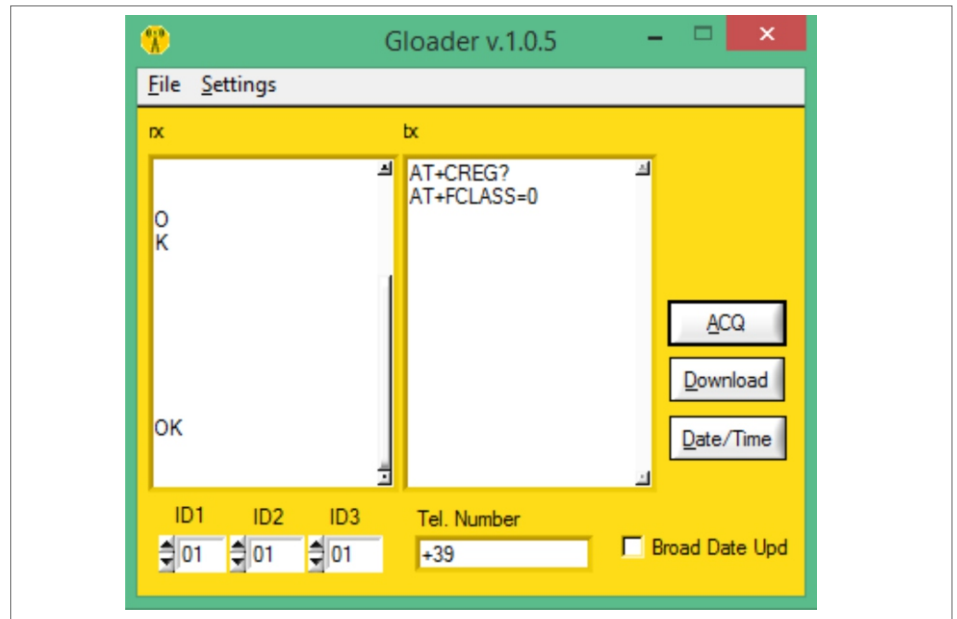 Gloader v.1.0.5
File Settings
rx
tx
O
K
OK
AT+CREG?
AT+FCLASS=0
ACQ
Download
Date/Time
ID1 ID2 ID3
01 01 01
Tel. Number
+39
Broad Date Upd